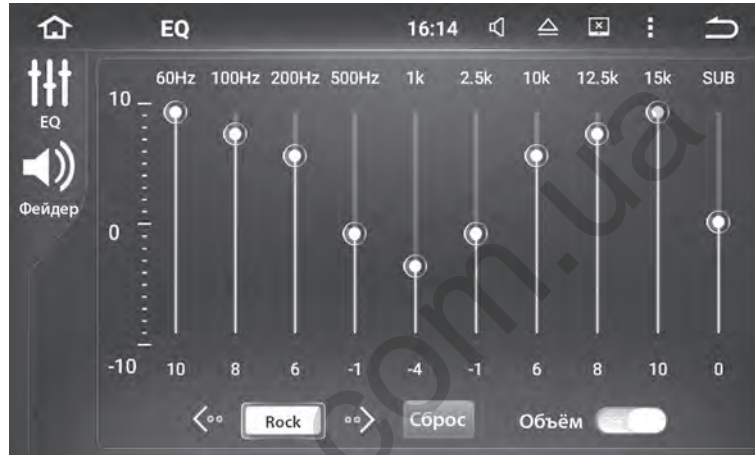 EQ 16:14
60Hz 100Hz 200Hz 500Hz 1k 2.5k 10k 12.5k 15k SUB
10
EQ
Фейдер
0
-10 10 8 6 -1 -4 -1 6 8 10 0
Rock Сброс Объём
com.ua